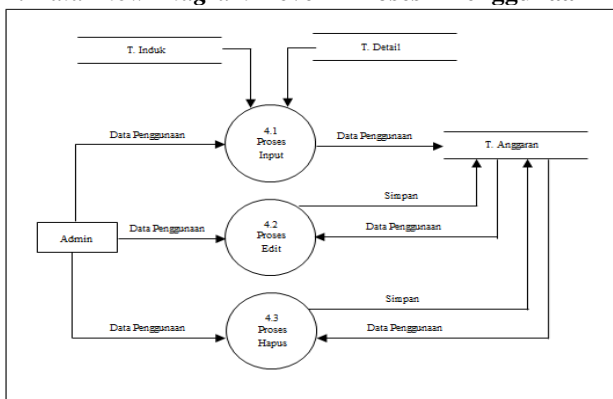 T. Induk
T. Detail
4.1
Proses
Input
Data Penggunaan
Data Penggunaan
T. Anggaran
Simpan
4.2
Proses
Edit
Admin
Data Penggunaan
Data Penggunaan
Simpan
4.3
Proses
Hapus
Data Penggunaan
Data Penggunaan